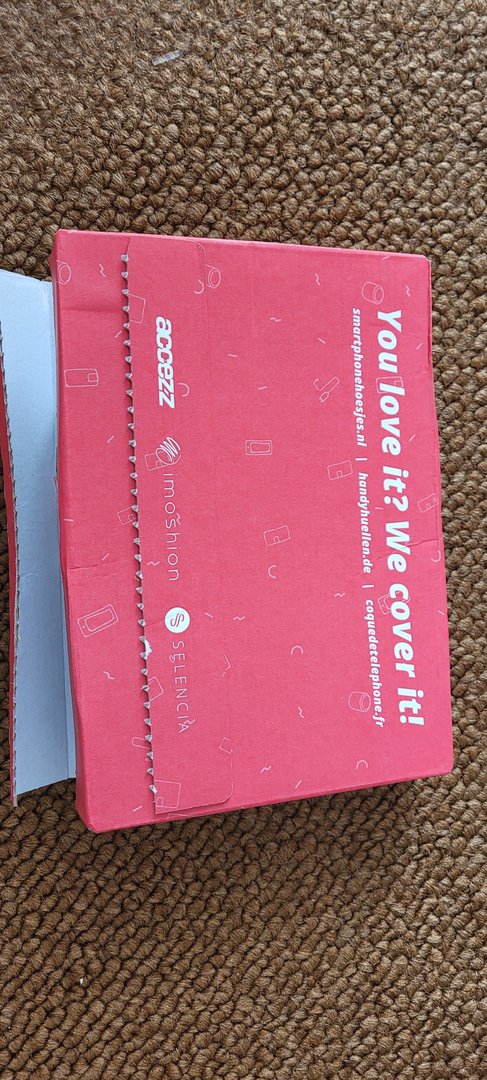 You love it? We cover it!
smartphonehoesjes.nl | handyhuellen.de | coquedetelephone.fr
accezz imoshion SELENCIA